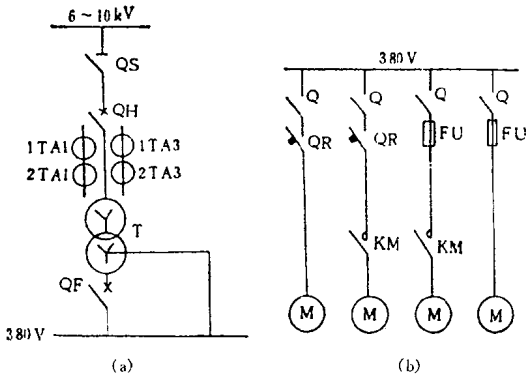 6~10kV
QS
QH
1TA1 1TA3
2TA1 2TA3
T
QF
380V
(a)
380V
Q Q Q Q
QR QR FU FU
KM KM
M M M M
(b)